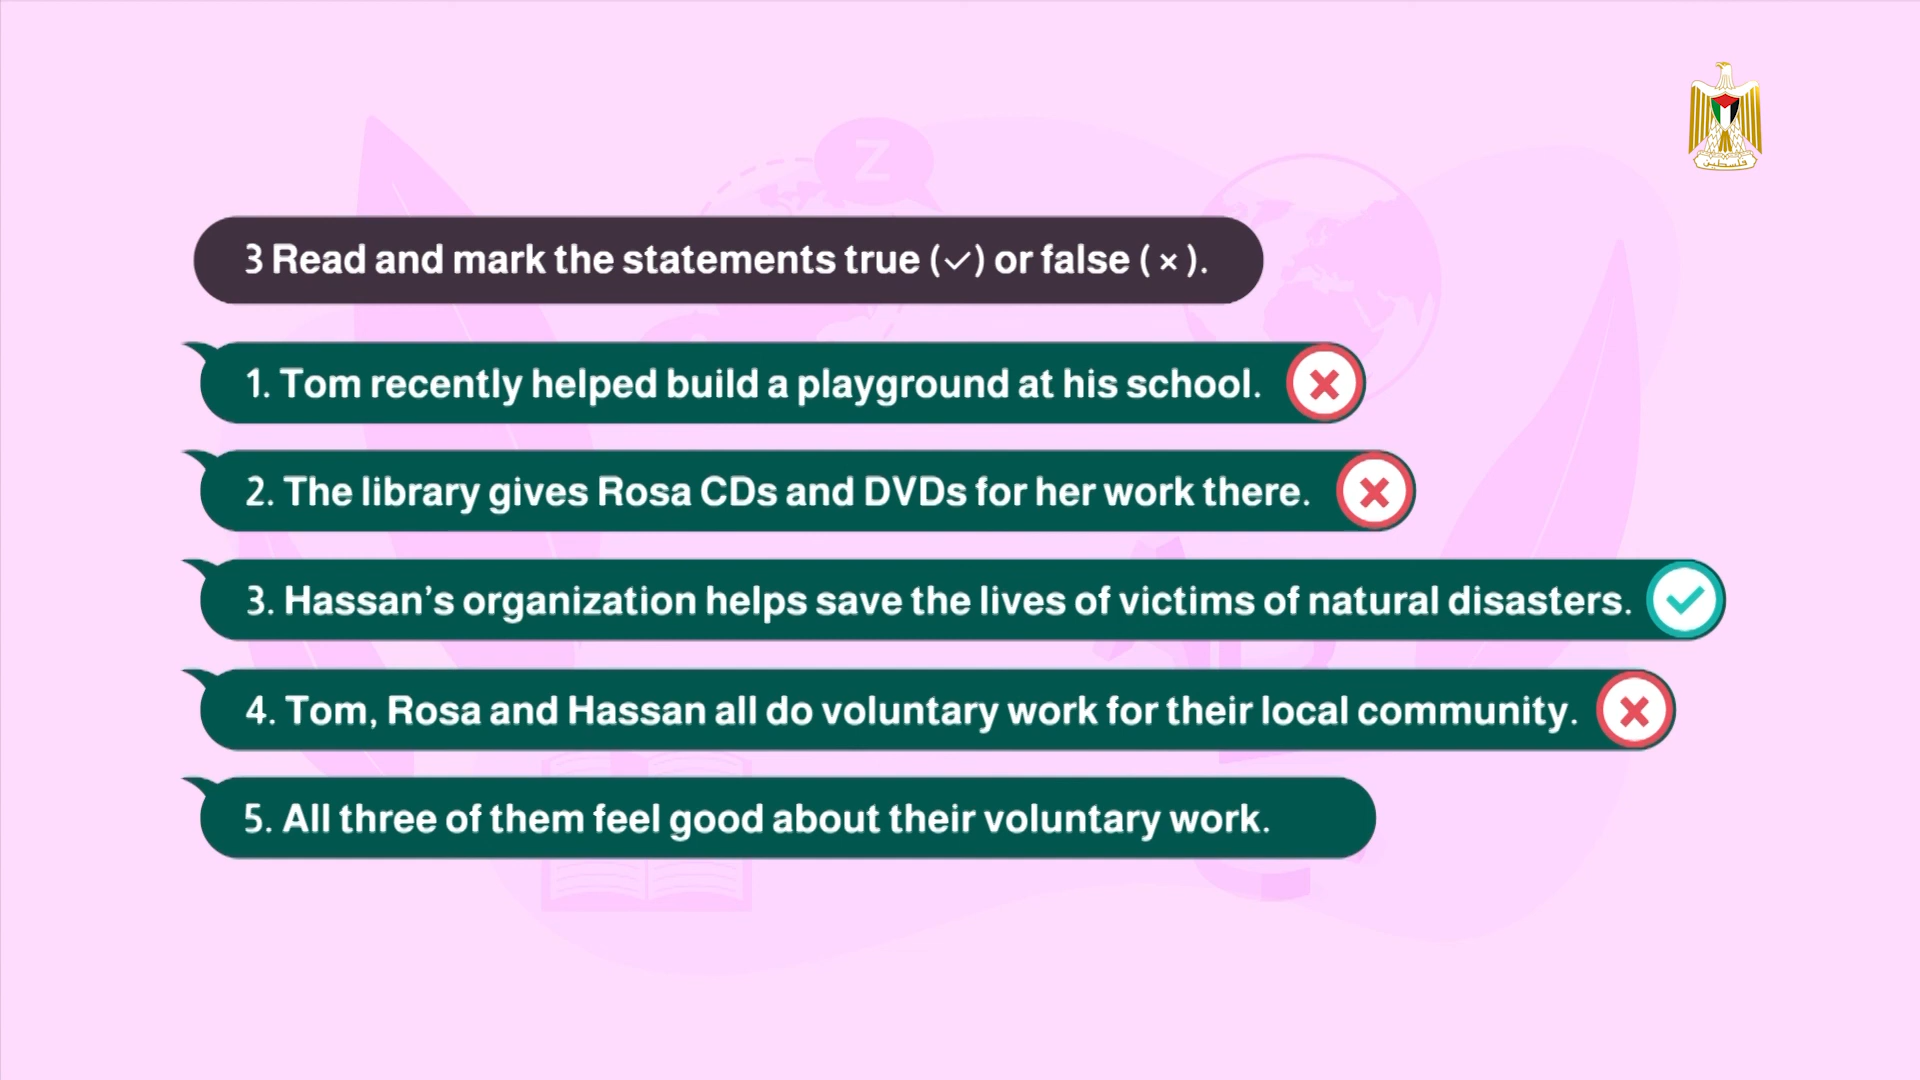 فلسطين
3 Read and mark the statements true (✓) or false ( × ).
1. Tom recently helped build a playground at his school.
2. The library gives Rosa CDs and DVDs for her work there.
3. Hassan's organization helps save the lives of victims of natural disasters.
4. Tom, Rosa and Hassan all do voluntary work for their local community.
5. All three of them feel good about their voluntary work.